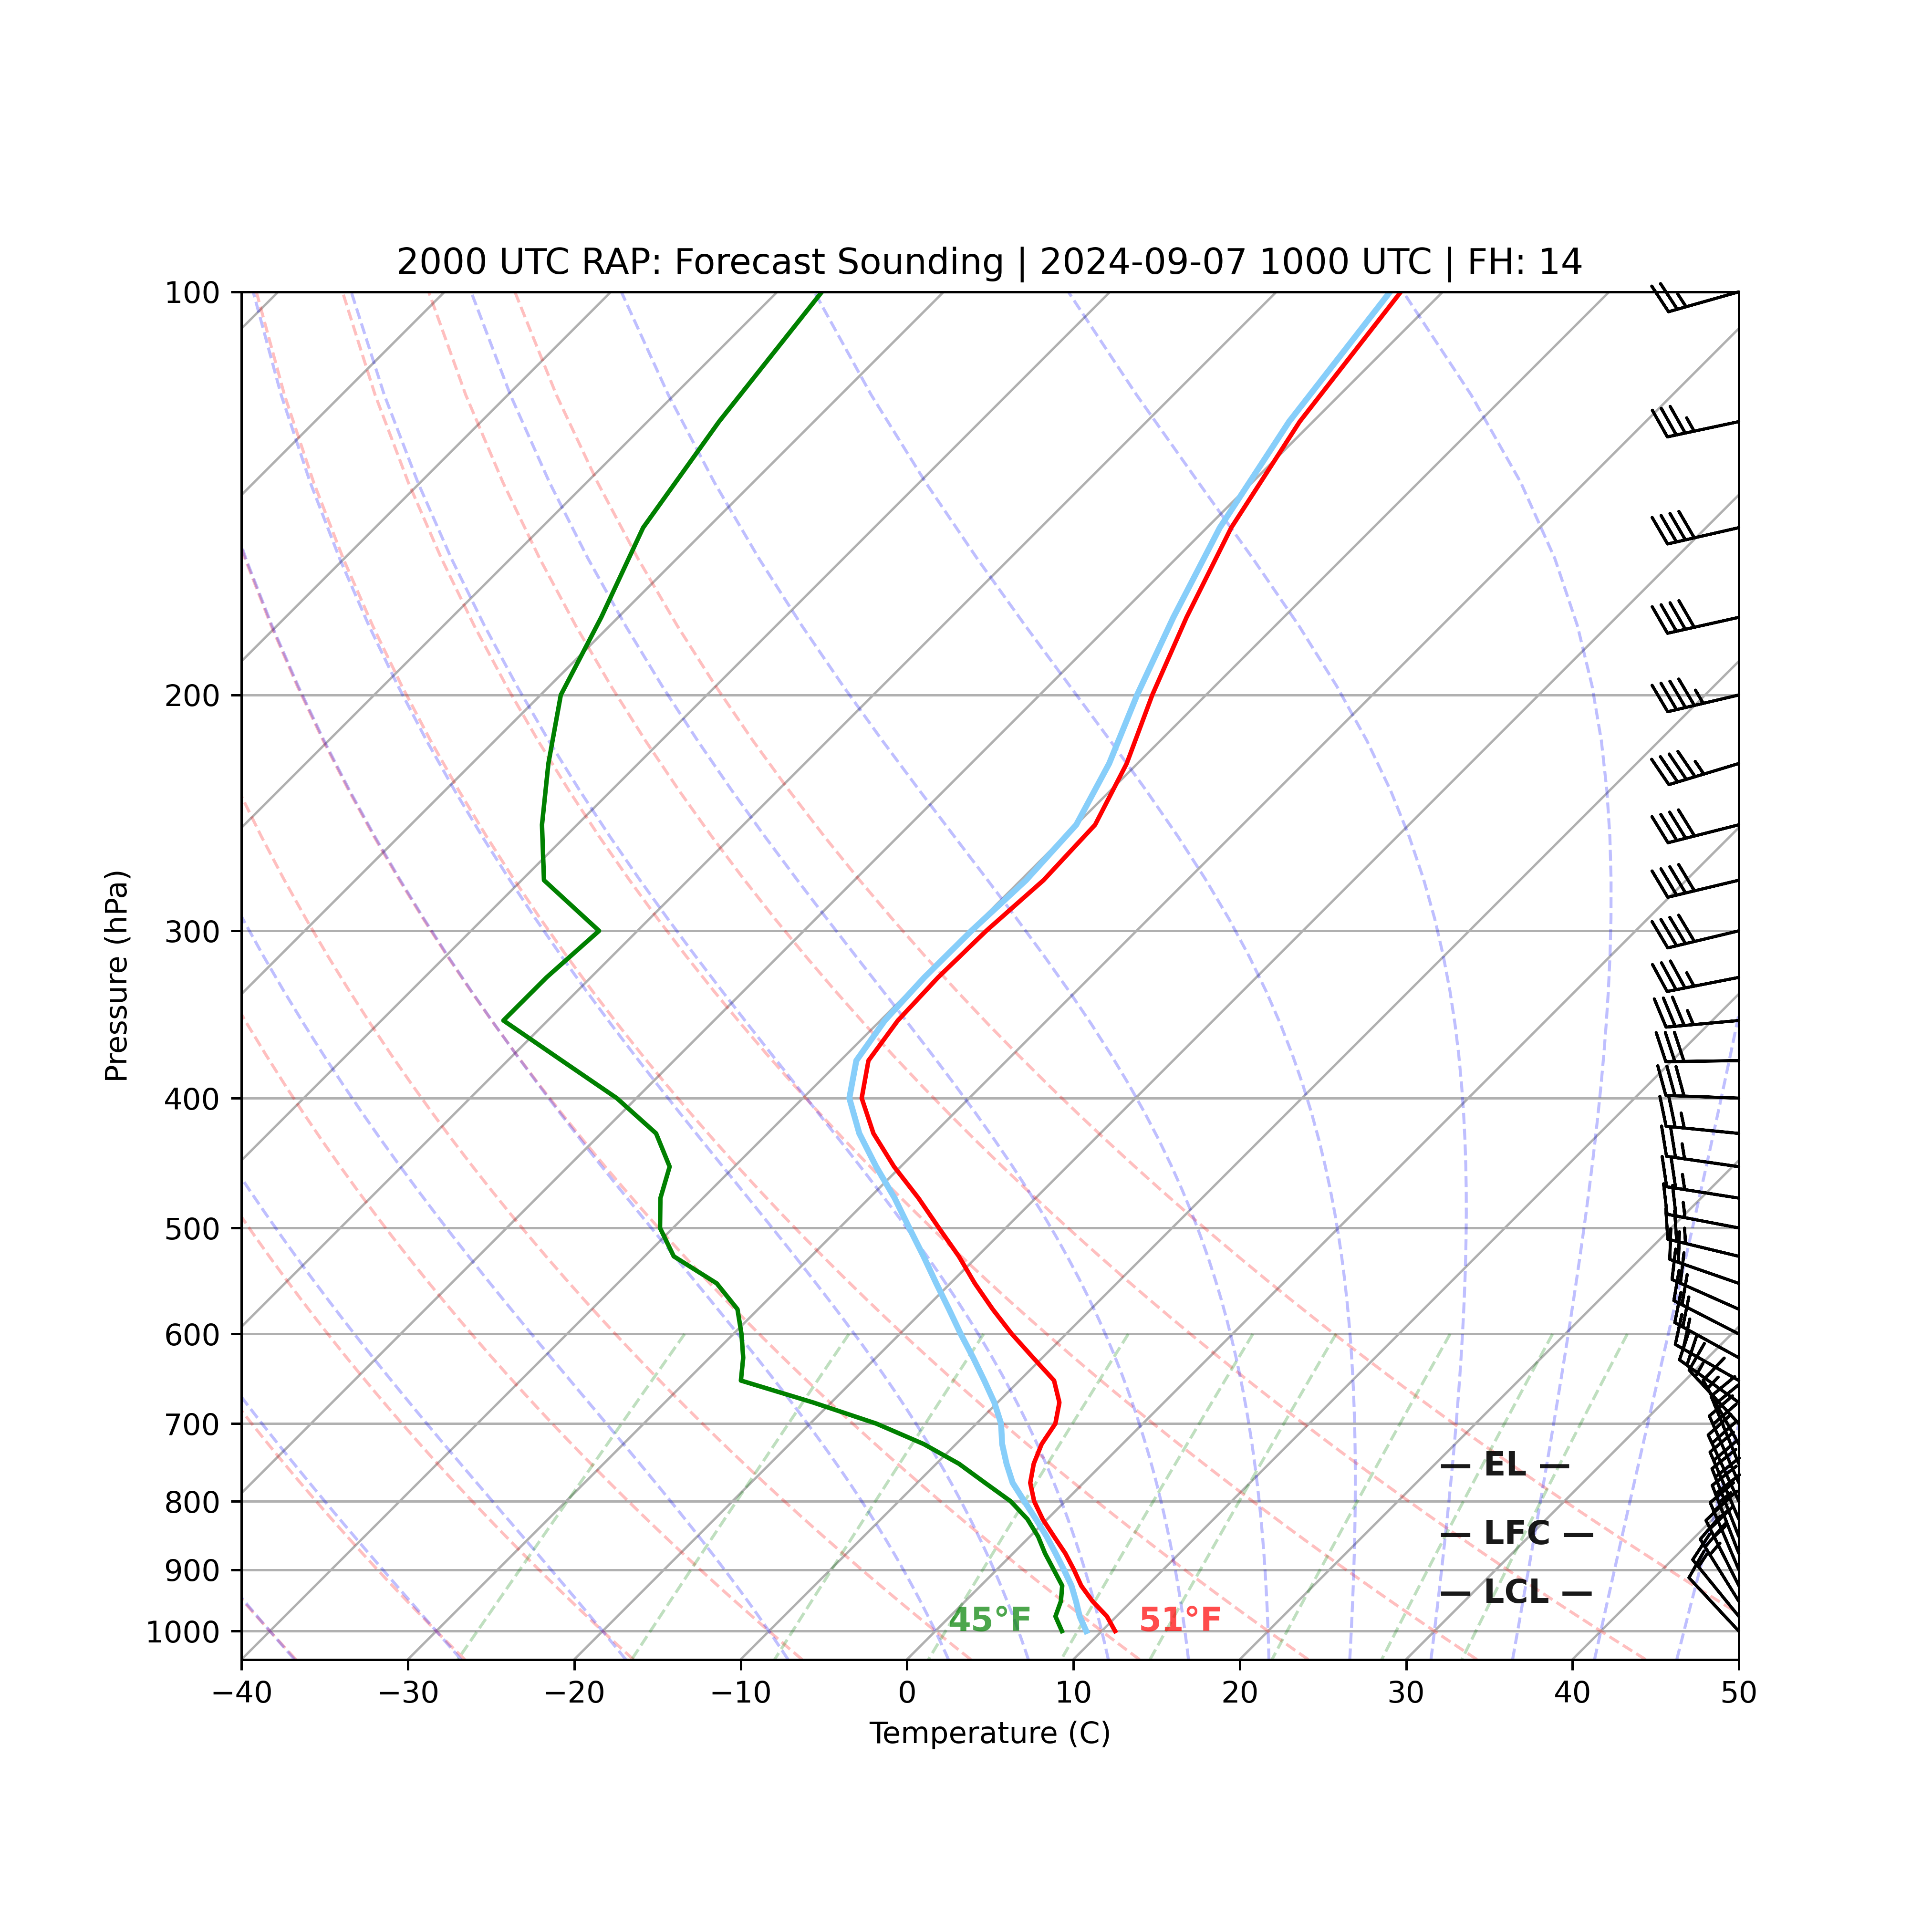 2000 UTC RAP: Forecast Sounding | 2024-09-07 1000 UTC | FH: 14
100
200
300
400
500
600
700
800
900
1000
Pressure (hPa)
— EL —
— LFC —
— LCL —
45°F
51°F
−40 −30 −20 −10 0 10 20 30 40 50
Temperature (C)